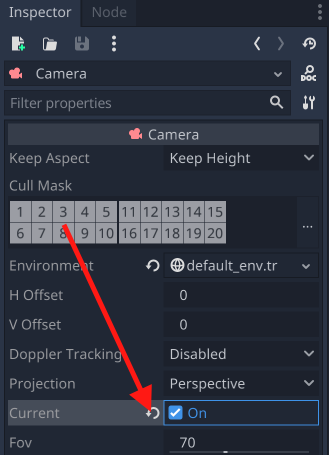 Inspector Node
Camera
Filter properties
Camera
Keep Aspect Keep Height
Cull Mask
1 2 3 4 5 11 12 13 14 15
6 7 8 9 10 16 17 18 19 20
...
Environment default_env.tr
H Offset 0
V Offset 0
Doppler Tracking Disabled
Projection Perspective
Current On
Fov 70